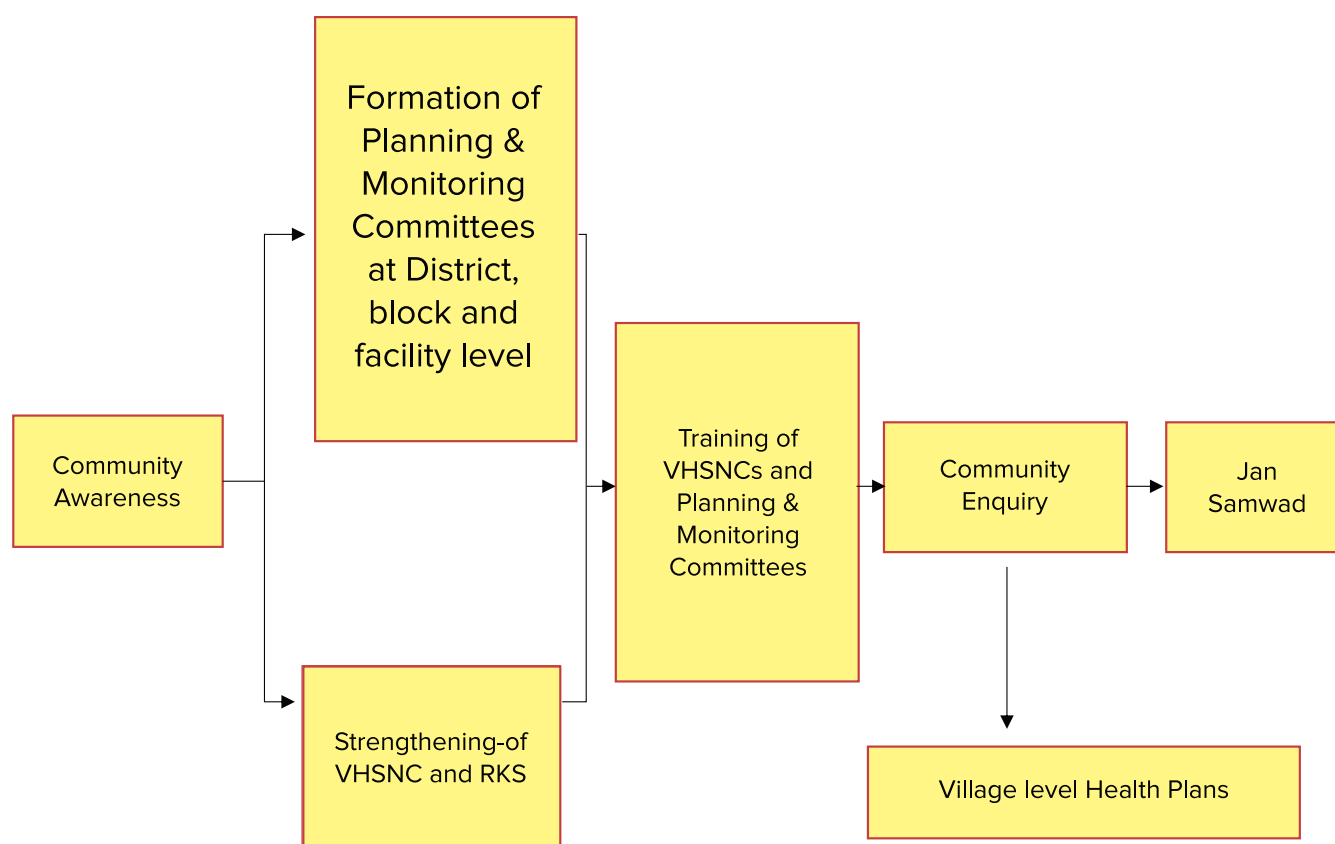 Community
Awareness
Formation of
Planning &
Monitoring
Committees
at District,
block and
facility level
Strengthening-of
VHSNC and RKS
Training of
VHSNCs and
Planning &
Monitoring
Committees
Community
Enquiry
Jan
Samwad
Village level Health Plans